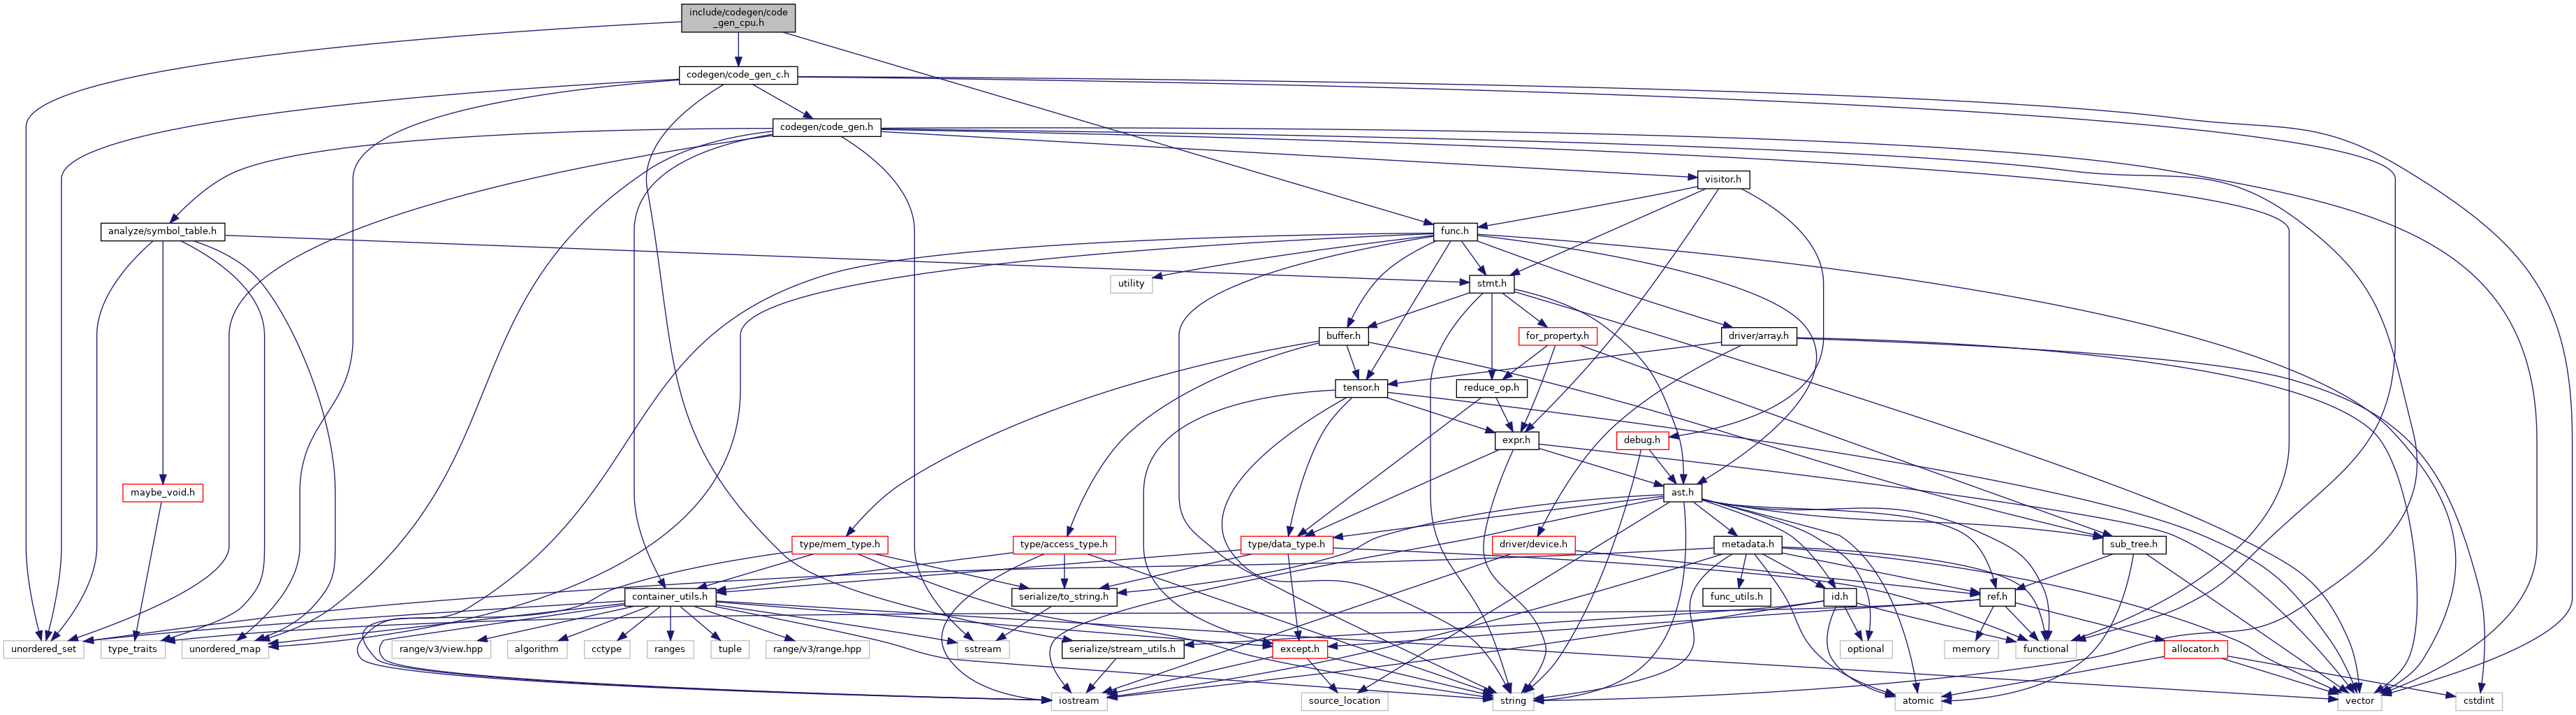 include/codegen/code
_gen_cpu.h
codegen/code_gen_c.h
codegen/code_gen.h
visitor.h
analyze/symbol_table.h
func.h
utility
stmt.h
buffer.h
for_property.h
driver/array.h
tensor.h
reduce_op.h
expr.h
debug.h
maybe_void.h
ast.h
type/mem_type.h
type/access_type.h
type/data_type.h
driver/device.h
metadata.h
sub_tree.h
container_utils.h
serialize/to_string.h
func_utils.h
id.h
ref.h
unordered_set
type_traits
unordered_map
range/v3/view.hpp
algorithm
cctype
ranges
tuple
range/v3/range.hpp
sstream
serialize/stream_utils.h
except.h
optional
memory
functional
allocator.h
iostream
source_location
string
atomic
vector
cstdint